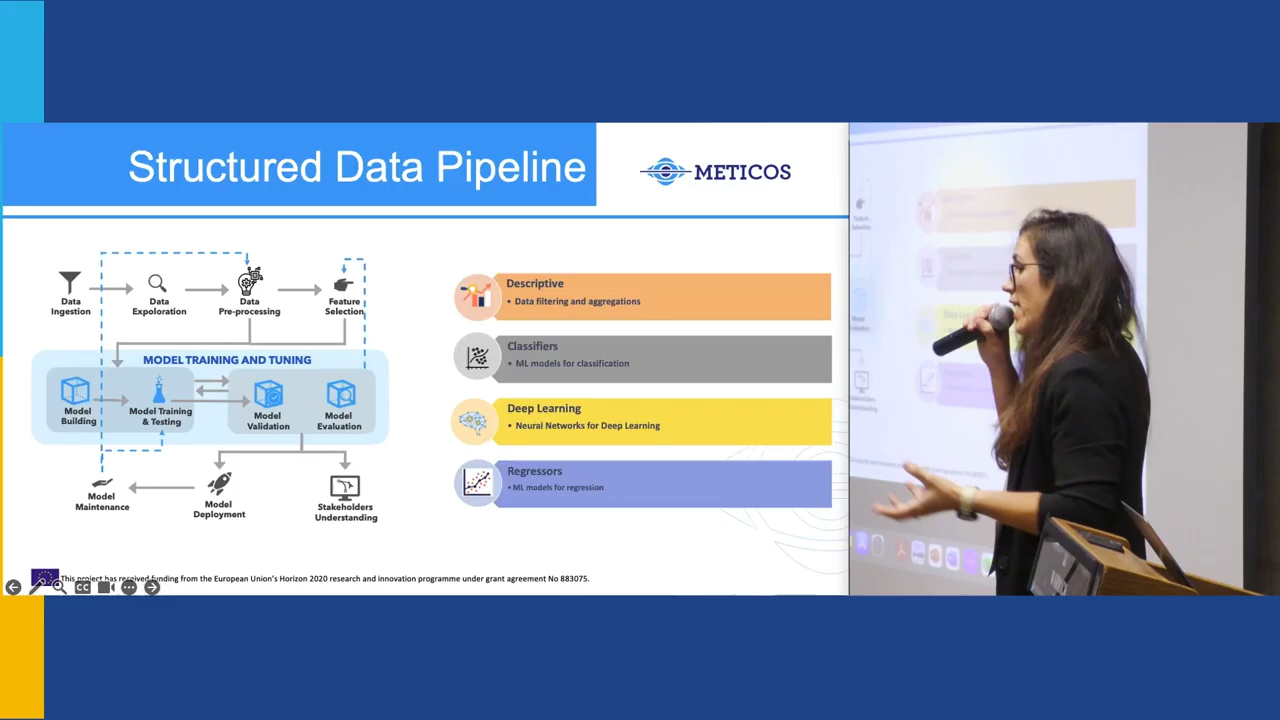 Structured Data Pipeline
METICOS
Data
Ingestion
Data
Expoloration
Data
Pre-processing
Feature
Selection
MODEL TRAINING AND TUNING
Model
Building
Model Training
& Testing
Model
Validation
Model
Evaluation
Model
Maintenance
Model
Deployment
Stakeholders
Understanding
Descriptive
• Data filtering and aggregations
Classifiers
• ML models for classification
Deep Learning
• Neural Networks for Deep Learning
Regressors
• ML models for regression
This project has received funding from the European Union's Horizon 2020 research and innovation programme under grant agreement No 883075.
CC